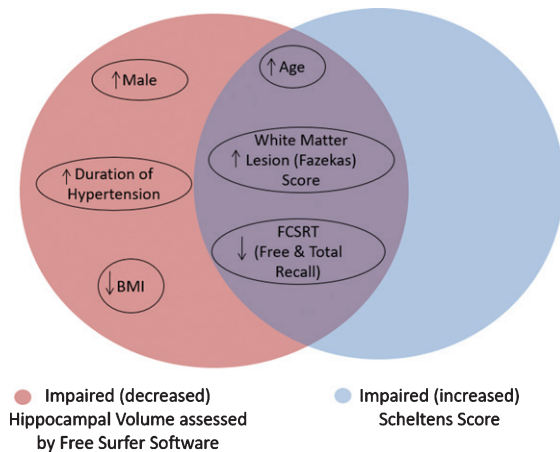 ↑Male
↑Age
White Matter
↑ Lesion (Fazekas)
Score
↑Duration of
Hypertension
FCSRT
↓ (Free & Total
Recall)
↓BMI
Impaired (decreased)
Hippocampal Volume assessed
by Free Surfer Software
Impaired (increased)
Scheltens Score